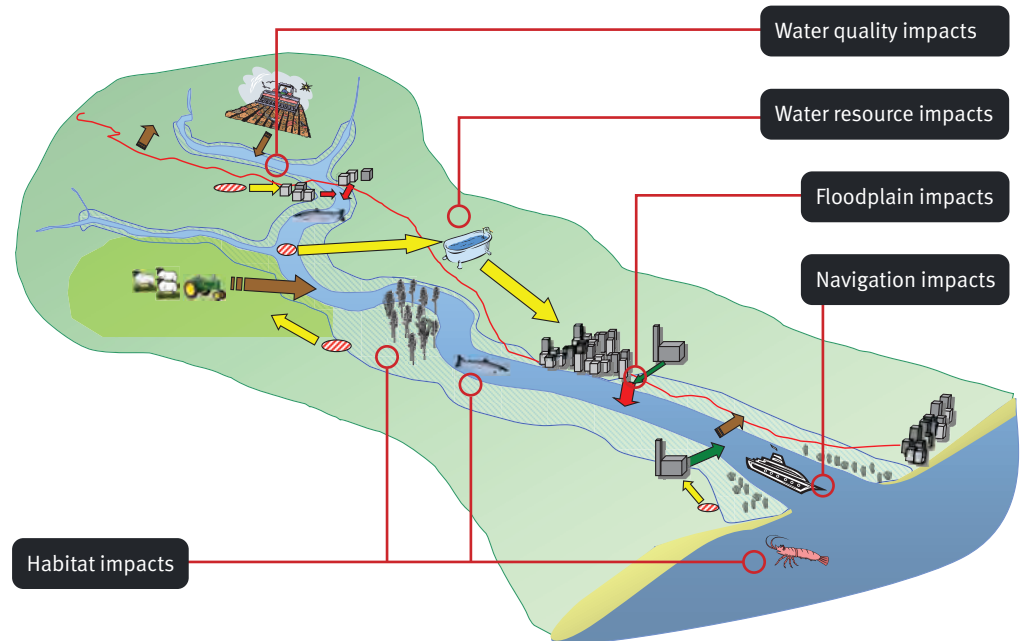 Water quality impacts
Water resource impacts
Floodplain impacts
Navigation impacts
Habitat impacts